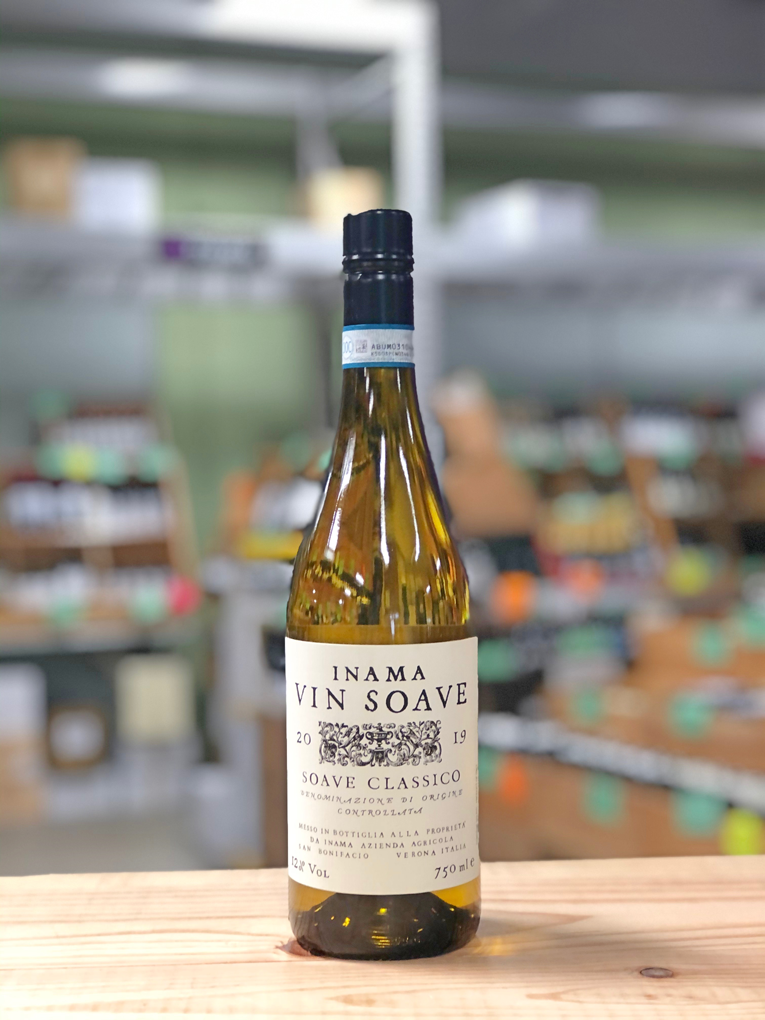 INAMA
VIN SOAVE
20 19
SOAVE CLASSICO
DENOMINAZIONE DI ORIGINE
CONTROLLATA
MESSO IN BOTTIGLIA ALLA PROPRIETÀ
DA INAMA AZIENDA AGRICOLA
SAN BONIFACIO VERONA ITALIA
VOL 750 ml e